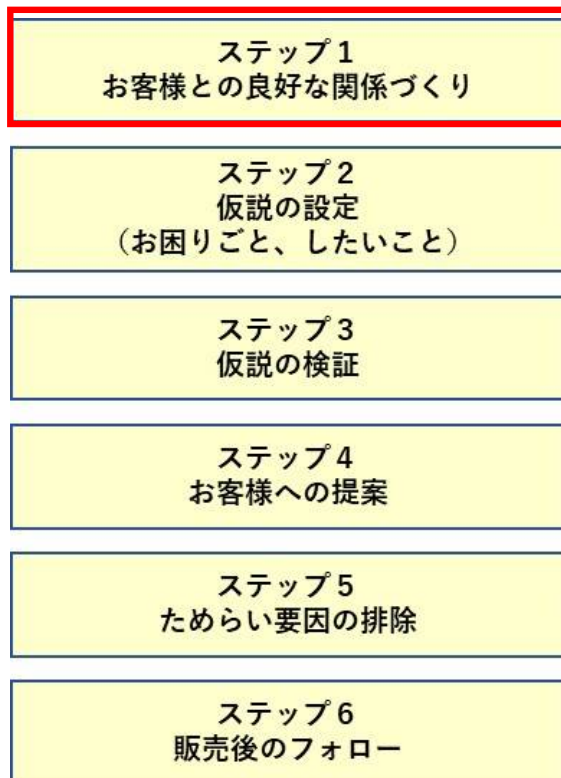 ステップ1
お客様との良好な関係づくり
ステップ2
仮説の設定
（お困りごと、したいこと）
ステップ3
仮説の検証
ステップ4
お客様への提案
ステップ5
ためらい要因の排除
ステップ6
販売後のフォロー